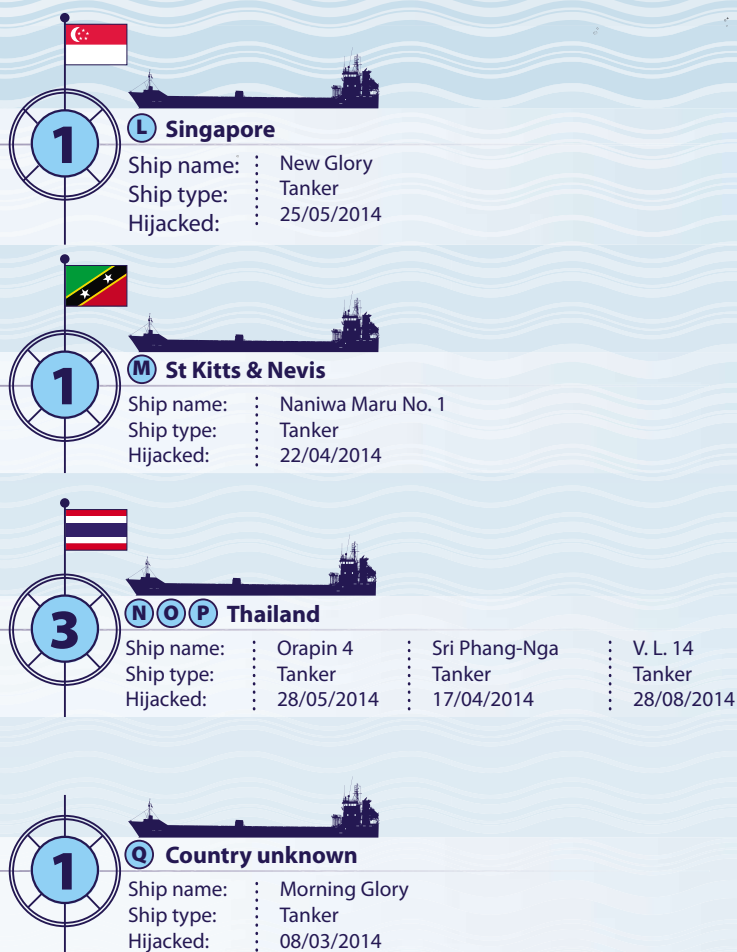 1
L Singapore
Ship name: New Glory
Ship type: Tanker
Hijacked: 25/05/2014
1
M St Kitts & Nevis
Ship name: Naniwa Maru No. 1
Ship type: Tanker
Hijacked: 22/04/2014
3
N O P Thailand
Ship name: Orapin 4 Sri Phang-Nga V. L. 14
Ship type: Tanker Tanker Tanker
Hijacked: 28/05/2014 17/04/2014 28/08/2014
1
Q Country unknown
Ship name: Morning Glory
Ship type: Tanker
Hijacked: 08/03/2014